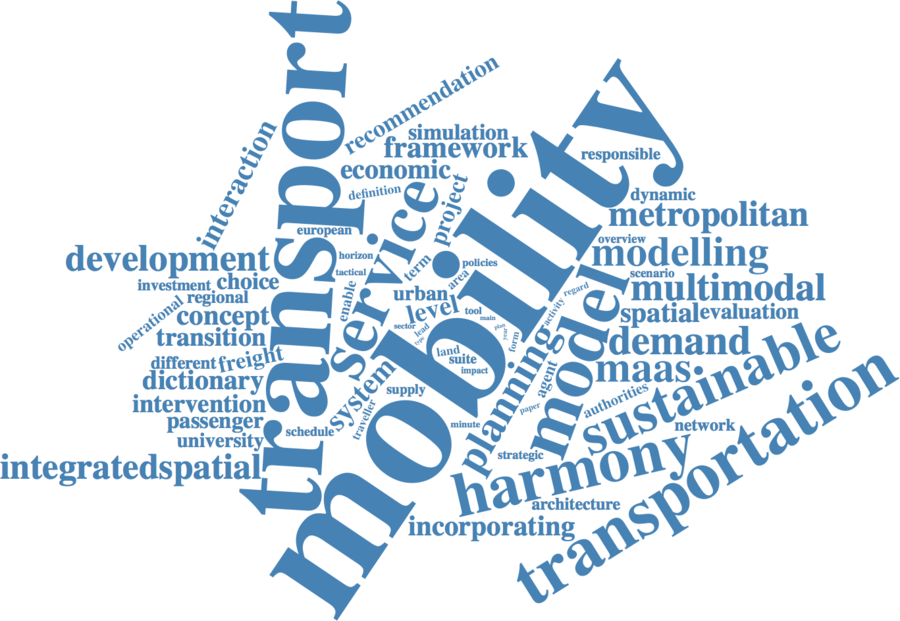 transport
mobility
recommendation
interaction
simulation
framework
economic
definition
service
project
responsible
dynamic
metropolitan
european
overview
modelling
development
horizon
tactical
term
policies
area
scenario
multimodal
investment
choice
regional
operational
enable
urban
level
tool
main
activity
regard
spatial
evaluation
concept
transition
sector
lead
type
plan
year
form
model
demand
different
freight
land
suite
impact
maas
dictionary
system
supply
planning
agent
sustainable
intervention
passenger
traveller
paper
authorities
schedule
minute
network
university
strategic
harmony
integratedspatial
transportation
architecture
incorporating